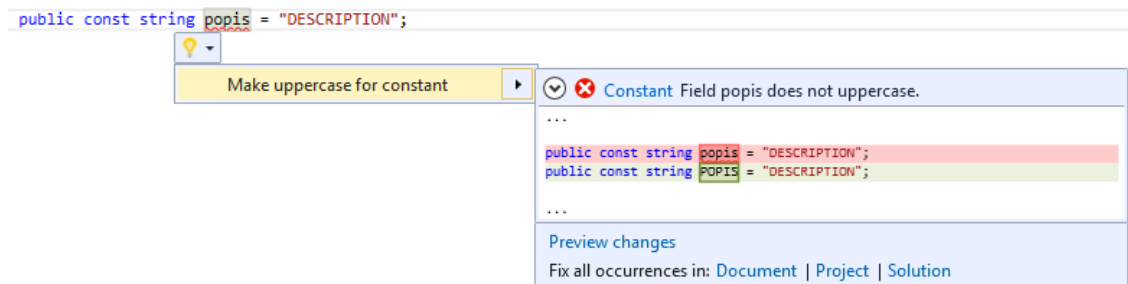 public const string popis = "DESCRIPTION";
Make uppercase for constant
Constant Field popis does not uppercase.
...
public const string popis = "DESCRIPTION";
public const string POPIS = "DESCRIPTION";
...
Preview changes
Fix all occurrences in: Document | Project | Solution